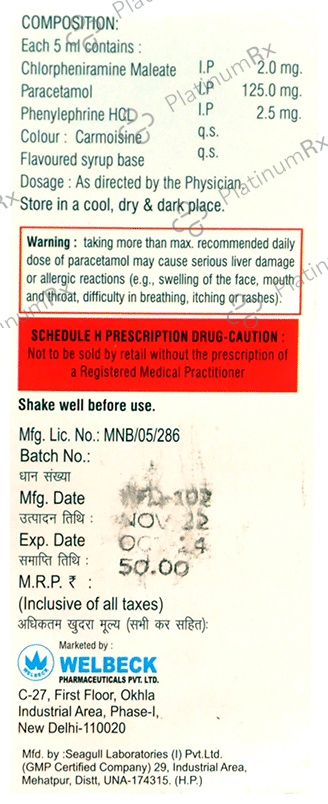 COMPOSITION:
Each 5 ml contains :
Chlorpheniramine Maleate I.P 2.0 mg.
Paracetamol I.P 125.0 mg.
Phenylephrine HCL I.P 2.5 mg.
Colour : Carmoisine q.s.
Flavoured syrup base q.s.
Dosage : As directed by the Physician
Store in a cool, dry & dark place.
Warning : taking more than max. recommended daily
dose of paracetamol may cause serious liver damage
or allergic reactions (e.g., swelling of the face, mouth
and throat, difficulty in breathing, itching or rashes).
SCHEDULE H PRESCRIPTION DRUG-CAUTION :
Not to be sold by retail without the prescription of
a Registered Medical Practitioner
Shake well before use.
Mfg. Lic. No.: MNB/05/286
Batch No.:
धान संख्या
Mfg. Date
उत्पादन तिथि : NOV 22
Exp. Date
समाप्ति तिथि :
M.R.P. ₹ : 50.00
(Inclusive of all taxes)
अधिकतम खुदरा मूल्य (सभी कर सहित):
Marketed by :
WELBECK
PHARMACEUTICALS PVT. LTD.
C-27, First Floor, Okhla
Industrial Area, Phase-I,
New Delhi-110020
Mfd. by :Seagull Laboratories (I) Pvt.Ltd.
(GMP Certified Company) 29, Industrial Area,
Mehatpur, Distt, UNA-174315. (H.P.)
PlatinumRx
PlatinumRx
PlatinumRx